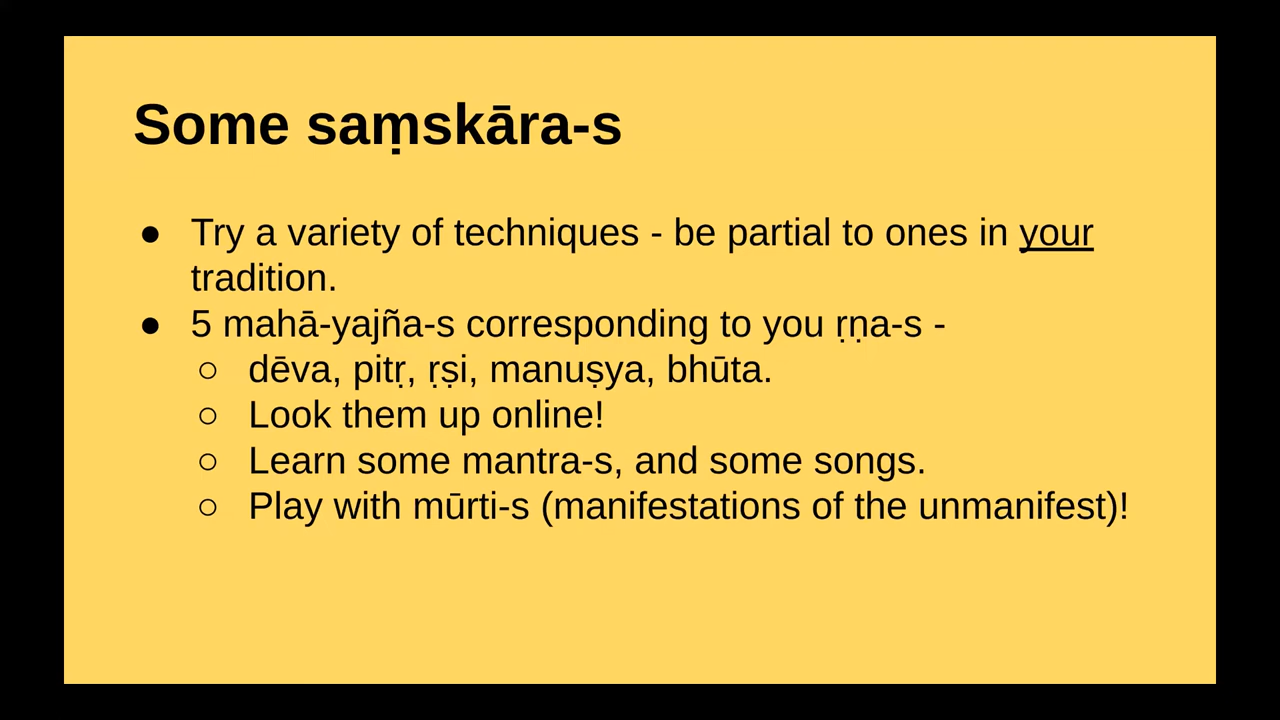 Some saṃskāra-s
● Try a variety of techniques - be partial to ones in your
tradition.
● 5 mahā-yajña-s corresponding to you ṛṇa-s -
○ dēva, pitṛ, ṛṣi, manuṣya, bhūta.
○ Look them up online!
○ Learn some mantra-s, and some songs.
○ Play with mūrti-s (manifestations of the unmanifest)!